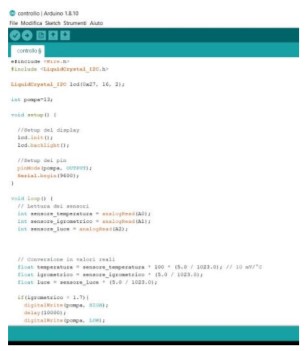 controllo | Arduino 1.8.10
File Modifica Sketch Strumenti Aiuto
controllo §
#include <Wire.h>
#include <LiquidCrystal_I2C.h>
LiquidCrystal_I2C lcd(0x27, 16, 2);
int pompa=13;
void setup() {
//Setup del display
lcd.init();
lcd.backlight();
//Setup dei pin
pinMode(pompa, OUTPUT);
Serial.begin(9600);
}
void loop() {
// Lettura dei sensori
int sensore_temperatura = analogRead(A0);
int sensore_igrometrico = analogRead(A1);
int sensore_luce = analogRead(A2);
// Conversione in valori reali
float temperatura = sensore_temperatura * 100 * (5.0 / 1023.0); // 10 mV/°C
float igrometrico = sensore_igrometrico * (5.0 / 1023.0);
float luce = sensore_luce * (5.0 / 1023.0);
if(igrometrico < 1.7){
digitalWrite(pompa, HIGH);
delay(10000);
digitalWrite(pompa, LOW);